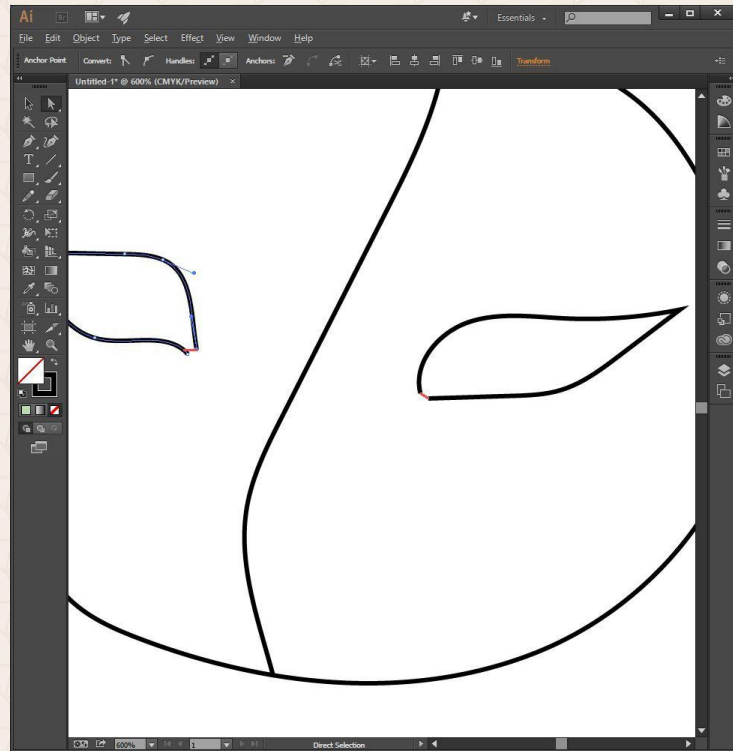 Ai Br Essentials
File Edit Object Type Select Effect View Window Help
Anchor Point Convert: Handles: Anchors: Transform
Untitled-1* @ 600% (CMYK/Preview) ×
T
600% 1 Direct Selection